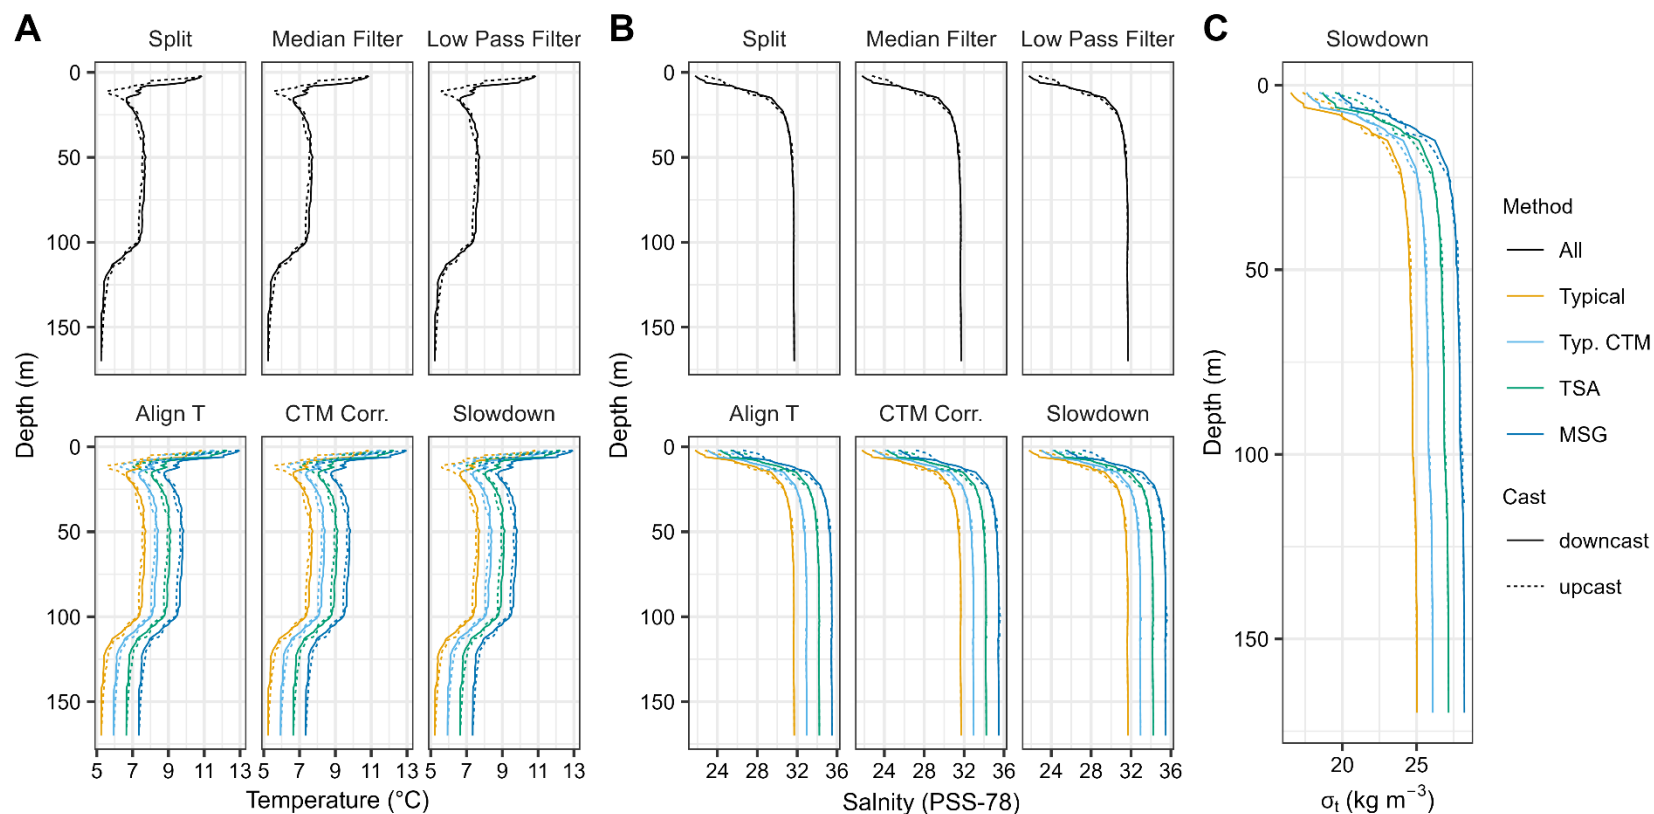 A
Split
Median Filter
Low Pass Filter
0
50
100
150
Align T
CTM Corr.
Slowdown
0
50
100
150
5 7 9 11 13
5 7 9 11 13
5 7 9 11 13
Depth (m)
Temperature (°C)
B
Split
Median Filter
Low Pass Filter
0
50
100
150
Align T
CTM Corr.
Slowdown
0
50
100
150
24 28 32 36
24 28 32 36
24 28 32 36
Depth (m)
Salnity (PSS-78)
C
Slowdown
0
50
100
150
20 25
Depth (m)
σt (kg m⁻³)
Method
All
Typical
Typ. CTM
TSA
MSG
Cast
downcast
upcast